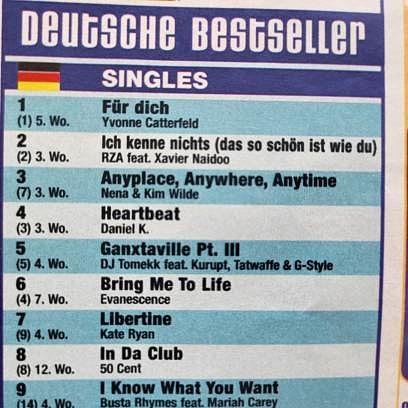 Deutsche Bestseller
SINGLES
1 Für dich
(1) 5. Wo. Yvonne Catterfeld
2 Ich kenne nichts (das so schön ist wie du)
(2) 3. Wo. RZA feat. Xavier Naidoo
3 Anyplace, Anywhere, Anytime
(7) 3. Wo. Nena & Kim Wilde
4 Heartbeat
(3) 3. Wo. Daniel K.
5 Ganxtaville Pt. III
(5) 4. Wo. DJ Tomekk feat. Kurupt, Tatwaffe & G-Style
6 Bring Me To Life
(4) 7. Wo. Evanescence
7 Libertine
(9) 4. Wo. Kate Ryan
8 In Da Club
(8) 12. Wo. 50 Cent
9 I Know What You Want
(14) 4. Wo. Busta Rhymes feat. Mariah Carey